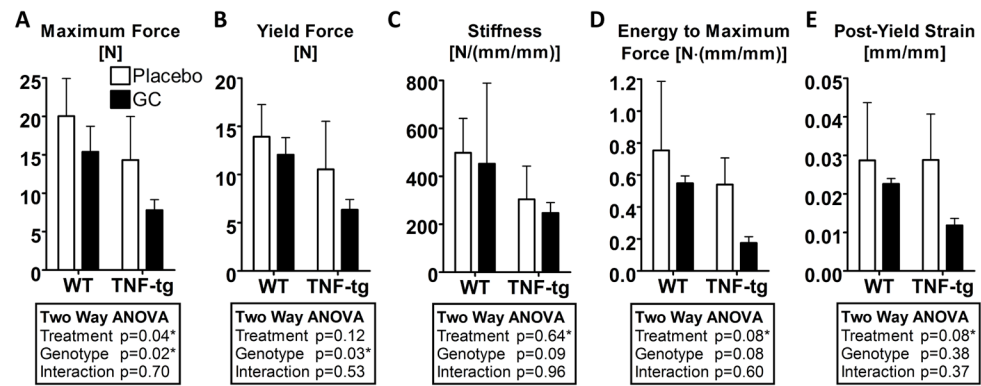 A Maximum Force
[N]
25
20
15
10
5
0
Placebo
GC
WT TNF-tg
Two Way ANOVA
Treatment p=0.04*
Genotype p=0.02*
Interaction p=0.70
B Yield Force
[N]
20
15
10
5
0
WT TNF-tg
Two Way ANOVA
Treatment p=0.12
Genotype p=0.03*
Interaction p=0.53
C Stiffness
[N/(mm/mm)]
800
600
400
200
0
WT TNF-tg
Two Way ANOVA
Treatment p=0.64*
Genotype p=0.09
Interaction p=0.96
D Energy to Maximum
Force [N·(mm/mm)]
1.2
1.0
0.8
0.6
0.4
0.2
0.0
WT TNF-tg
Two Way ANOVA
Treatment p=0.08*
Genotype p=0.08
Interaction p=0.60
E Post-Yield Strain
[mm/mm]
0.05
0.04
0.03
0.02
0.01
0.00
WT TNF-tg
Two Way ANOVA
Treatment p=0.08*
Genotype p=0.38
Interaction p=0.37